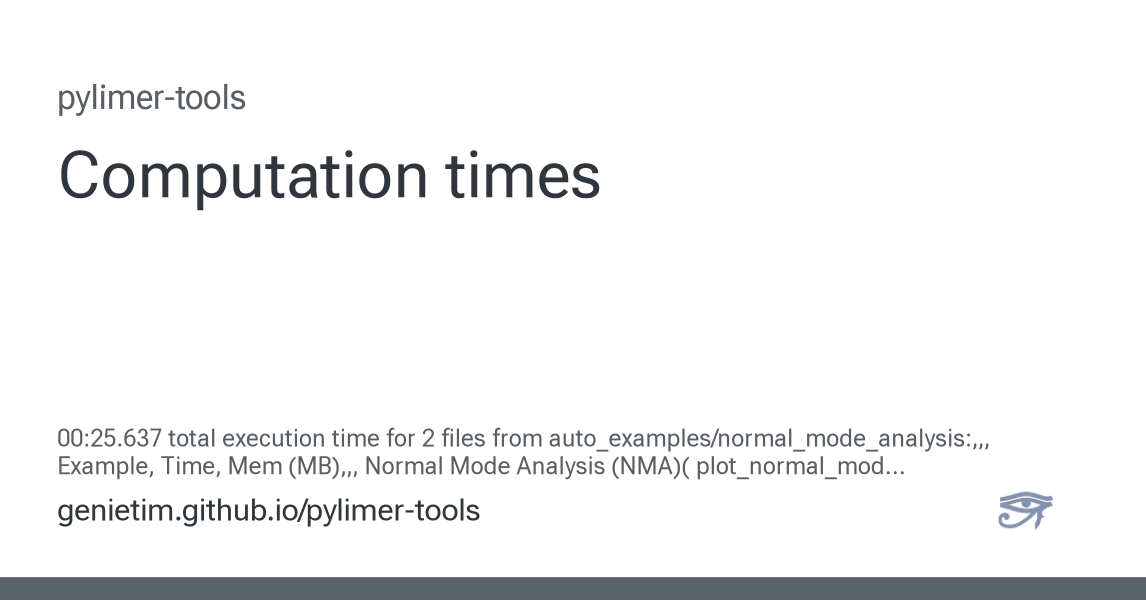 pylimer-tools
Computation times
00:25.637 total execution time for 2 files from auto_examples/normal_mode_analysis:,,,
Example, Time, Mem (MB),,, Normal Mode Analysis (NMA)( plot_normal_mod...
genietim.github.io/pylimer-tools